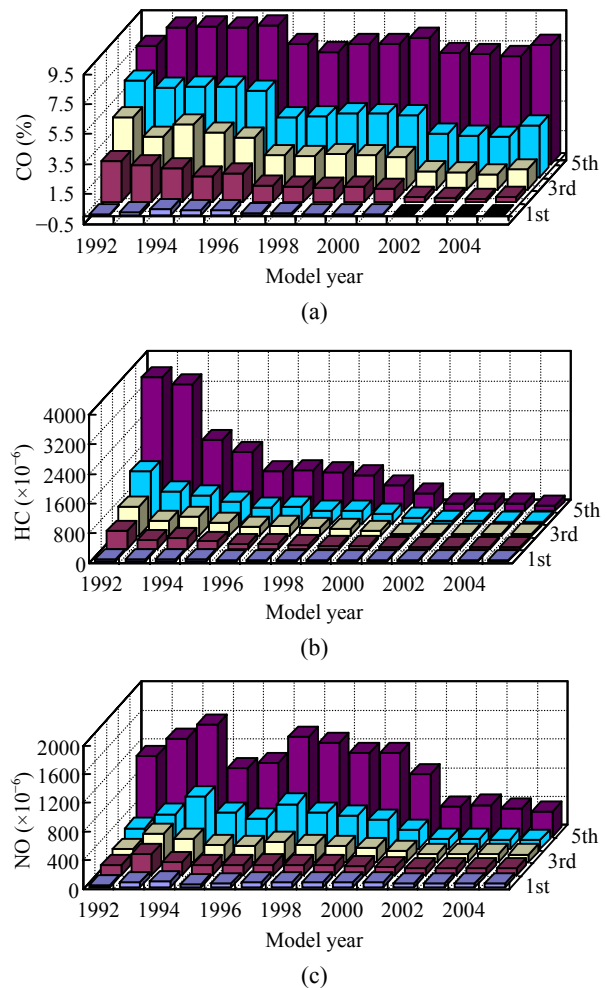 9.5
7.5
5.5
3.5
1.5
−0.5
CO (%)
5th
3rd
1st
1992 1994 1996 1998 2000 2002 2004
Model year
(a)
4000
3200
2400
1600
800
0
HC (×10⁻⁶)
5th
3rd
1st
1992 1994 1996 1998 2000 2002 2004
Model year
(b)
2000
1600
1200
800
400
0
NO (×10⁻⁶)
5th
3rd
1st
1992 1994 1996 1998 2000 2002 2004
Model year
(c)